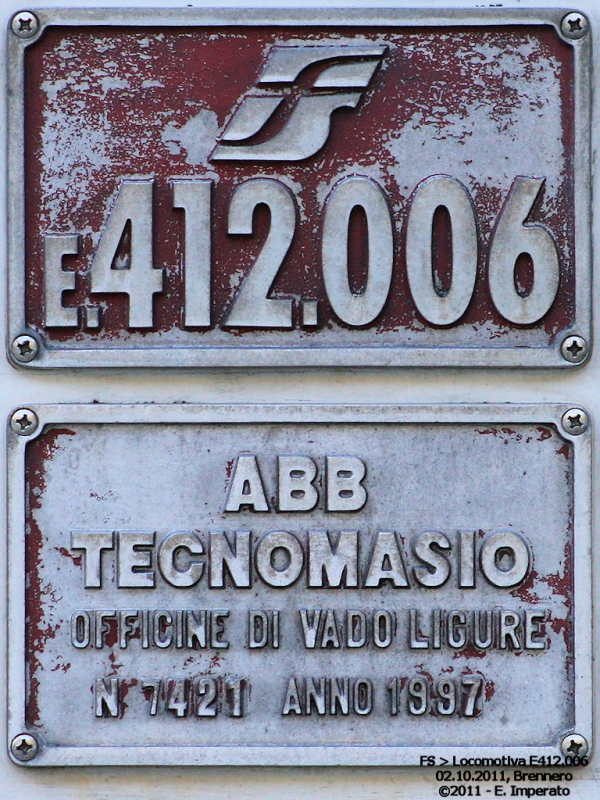 FS
E.412.006
ABB
TECNOMASIO
OFFICINE DI VADO LIGURE
N 7421 ANNO 1997
FS > Locomotiva E412.006
02.10.2011, Brennero
©2011 - E. Imperato